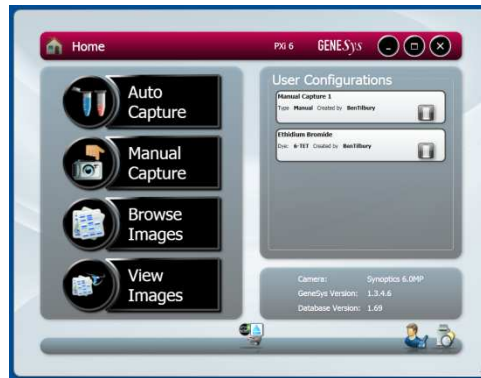 Home
PXi 6
GENESys
Auto
Capture
Manual
Capture
Browse
Images
View
Images
User Configurations
Manual Capture 1
Type Manual Created by BenTilbury
Ethidium Bromide
Dye: 6-TET Created by BenTilbury
Camera: Synoptics 6.0MP
GeneSys Version: 1.3.4.6
Database Version: 1.69